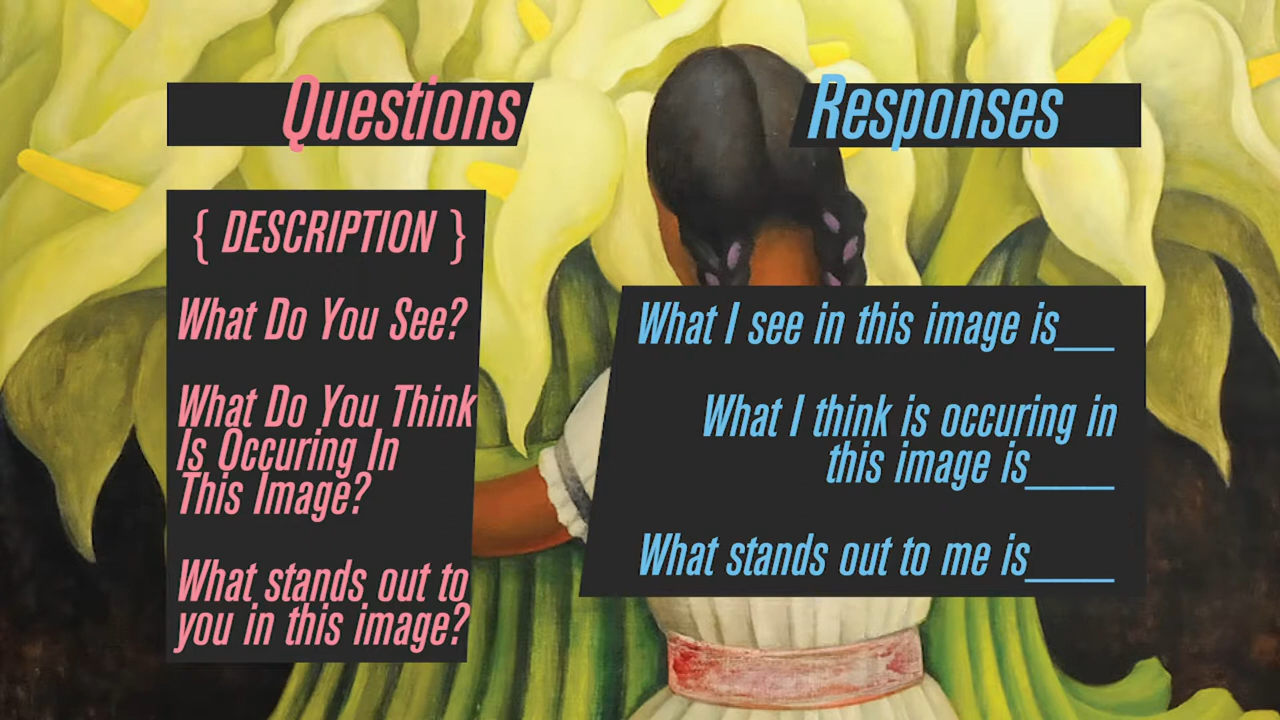 Questions
Responses
{ DESCRIPTION }
What Do You See?
What Do You Think
Is Occuring In
This Image?
What stands out to
you in this image?
What I see in this image is___
What I think is occuring in
this image is____
What stands out to me is____